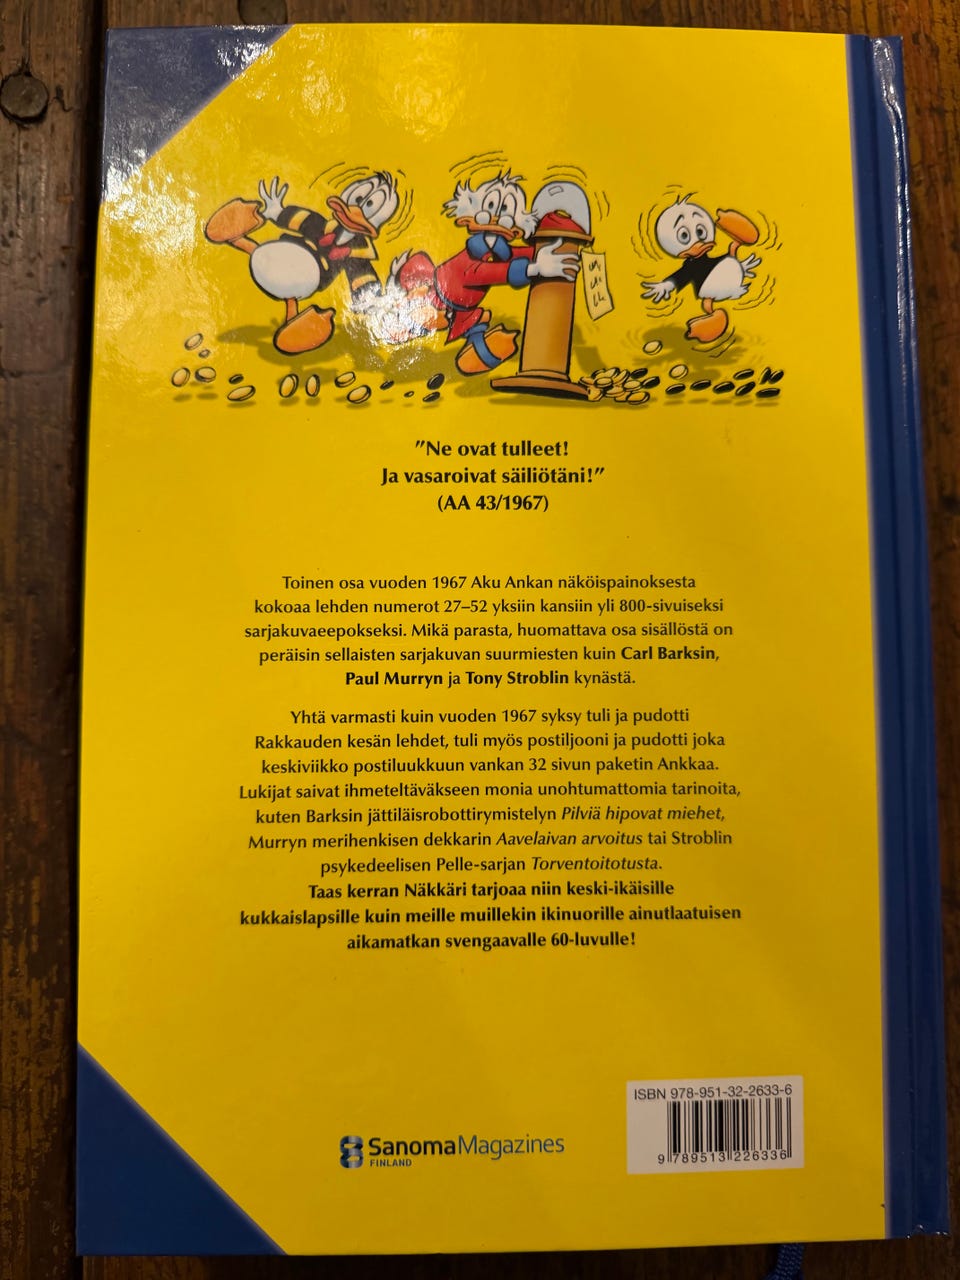 ”Ne ovat tulleet!
Ja vasaroivat säiliötäni!”
(AA 43/1967)
Toinen osa vuoden 1967 Aku Ankan näköispainoksesta
kokoaa lehden numerot 27–52 yksiin kansiin yli 800-sivuiseksi
sarjakuvaeepokseksi. Mikä parasta, huomattava osa sisällöstä on
peräisin sellaisten sarjakuvan suurmiesten kuin Carl Barksin,
Paul Murryn ja Tony Stroblin kynästä.
Yhtä varmasti kuin vuoden 1967 syksy tuli ja pudotti
Rakkauden kesän lehdet, tuli myös postiljooni ja pudotti joka
keskiviikko postiluukkuun vankan 32 sivun paketin Ankkaa.
Lukijat saivat ihmeteltäväkseen monia unohtumattomia tarinoita,
kuten Barksin jättiläisrobottirymistelyn Pilviä hipovat miehet,
Murryn merihenkisen dekkarin Aavelaivan arvoitus tai Stroblin
psykedeelisen Pelle-sarjan Torventoitotusta.
Taas kerran Näkkäri tarjoaa niin keski-ikäisille
kukkaislapsille kuin meille muillekin ikinuorille ainutlaatuisen
aikamatkan svengaavalle 60-luvulle!
ISBN 978-951-32-2633-6
9 789513 226336
SanomaMagazines
FINLAND